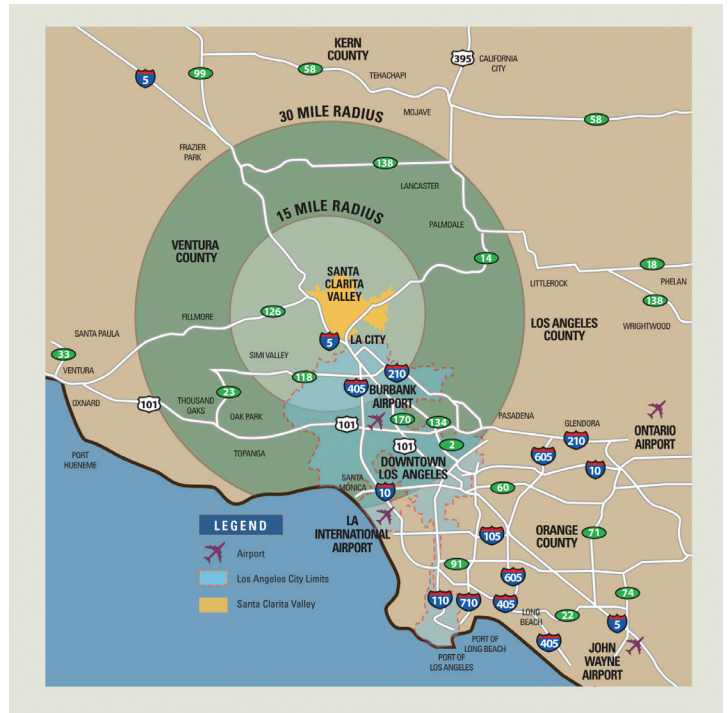 KERN
COUNTY
395
CALIFORNIA
CITY
99
58
5
TEHACHAPI
MOJAVE
30 MILE RADIUS
58
FRAZIER
PARK
138
LANCASTER
15 MILE RADIUS
PALMDALE
VENTURA
COUNTY
14
SANTA
CLARITA
VALLEY
18
LITTLEROCK
PHELAN
138
126
FILLMORE
LOS ANGELES
COUNTY
WRIGHTWOOD
SANTA PAULA
5
LA CITY
33
SIMI VALLEY
VENTURA
118
405
210
BURBANK
AIRPORT
23
OXNARD
101
THOUSAND
OAKS
OAK PARK
170
134
PASADENA
GLENDORA
ONTARIO
AIRPORT
101
101
2
210
605
10
PORT
HUENEME
TOPANGA
DOWNTOWN
LOS ANGELES
SANTA
MONICA
10
60
LEGEND
LA
INTERNATIONAL
AIRPORT
105
ORANGE
COUNTY
71
Airport
91
Los Angeles City Limits
605
74
Santa Clarita Valley
110
710
405
LONG
BEACH
22
5
405
PORT OF
LONG BEACH
PORT OF
LOS ANGELES
JOHN
WAYNE
AIRPORT